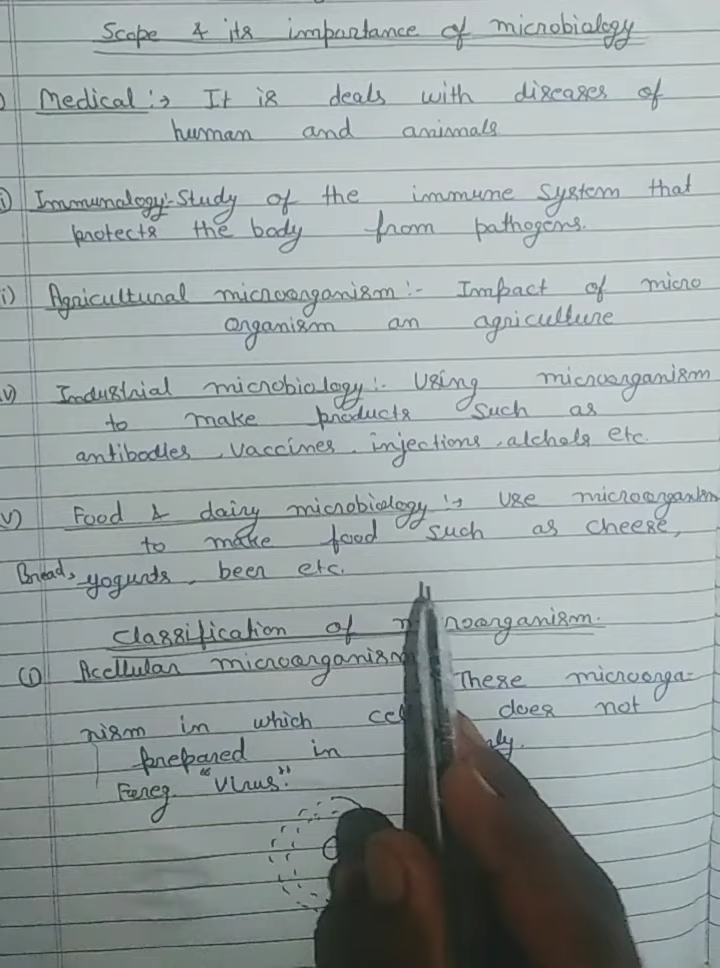 Scope & its importance of microbiology
Medical :→ It is deals with diseases of
human and animals
i) Immunology :- Study of the immune system that
protects the body from pathogens.
i) Agricultural microorganism :- Impact of micro
organism on agriculture
v) Industrial microbiology :- Using microorganism
to make products such as
antibodies, vaccines, injections, alchols etc.
v) Food & dairy microbiology :→ Use microorganism
to make food such as cheese,
Bread, yogurts, beer etc.
Classification of microorganism.
(i) Acellular microorganism These microorga-
nism in which does not
prepared in
For eg. "Virus".